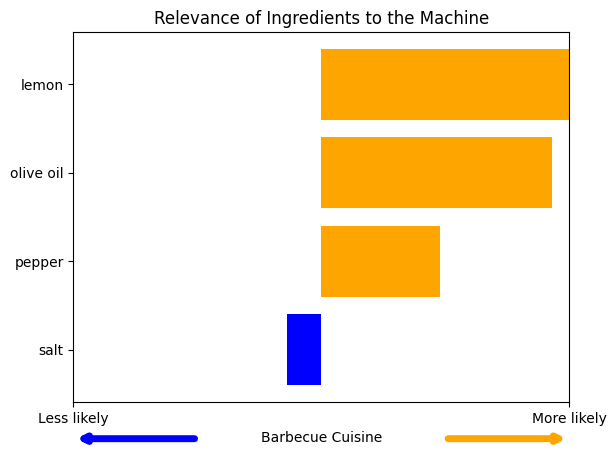 Relevance of Ingredients to the Machine
lemon
olive oil
pepper
salt
Less likely
More likely
Barbecue Cuisine